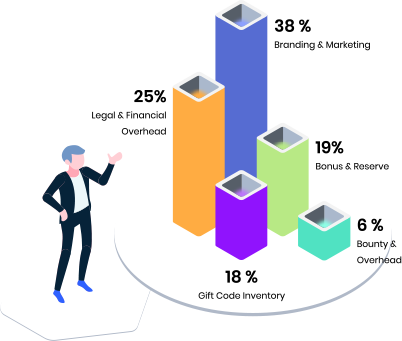 38 %
Branding & Marketing
25%
Legal & Financial
Overhead
19%
Bonus & Reserve
6 %
Bounty &
Overhead
18 %
Gift Code Inventory